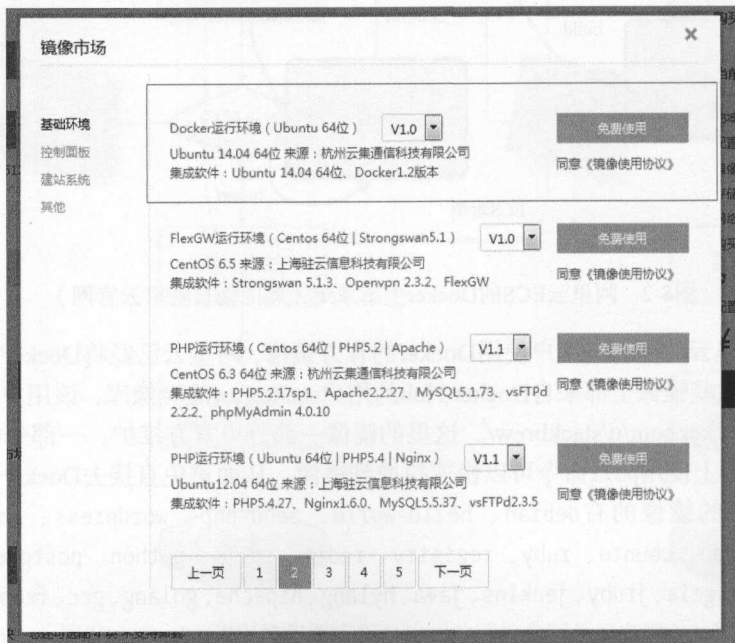 镜像市场
×
基础环境
控制面板
建站系统
其他
Docker运行环境（Ubuntu 64位） V1.0 免费使用
Ubuntu 14.04 64位 来源：杭州云集通信科技有限公司
集成软件：Ubuntu 14.04 64位、Docker1.2版本
同意《镜像使用协议》
FlexGW运行环境（Centos 64位 | Strongswan5.1） V1.0 免费使用
CentOS 6.5 来源：上海驻云信息科技有限公司
集成软件：Strongswan 5.1.3、Openvpn 2.3.2、FlexGW
同意《镜像使用协议》
PHP运行环境（Centos 64位 | PHP5.2 | Apache） V1.1 免费使用
CentOS 6.3 64位 来源：杭州云集通信科技有限公司
集成软件：PHP5.2.17sp1、Apache2.2.27、MySQL5.1.73、vsFTPd
2.2.2、phpMyAdmin 4.0.10
同意《镜像使用协议》
PHP运行环境（Ubuntu 64位 | PHP5.4 | Nginx） V1.1 免费使用
Ubuntu12.04 64位 来源：上海驻云信息科技有限公司
集成软件：PHP5.4.27、Nginx1.6.0、MySQL5.5.37、vsFTPd2.3.5
同意《镜像使用协议》
上一页 1 2 3 4 5 下一页